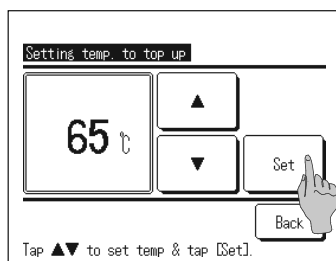 Setting temp. to top up
65 ℃
▲
▼
Set
Back
Tap ▲▼ to set temp & tap [Set].